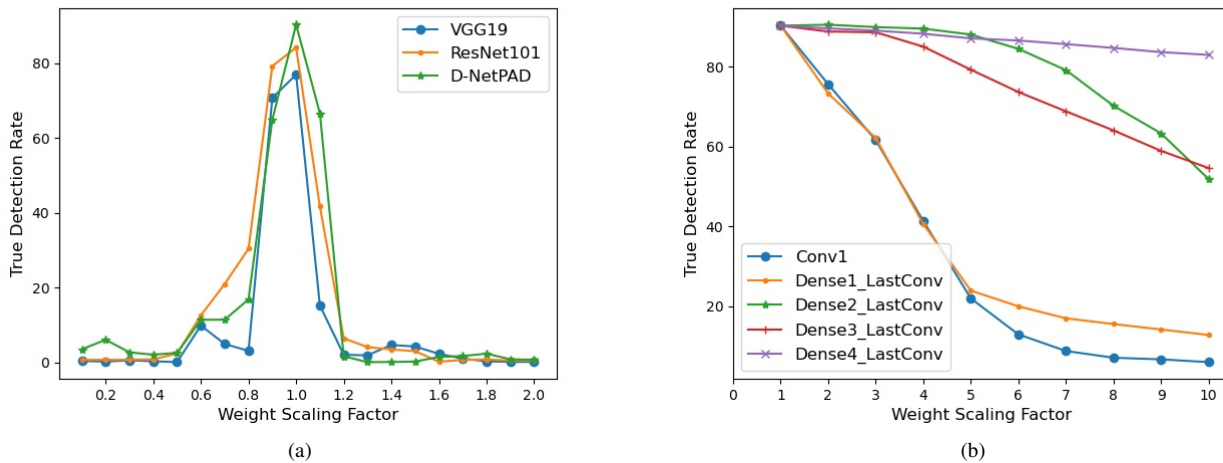 True Detection Rate
80
60
40
20
0
0.2 0.4 0.6 0.8 1.0 1.2 1.4 1.6 1.8 2.0
Weight Scaling Factor
VGG19
ResNet101
D-NetPAD
(a)
True Detection Rate
80
60
40
20
0 1 2 3 4 5 6 7 8 9 10
Weight Scaling Factor
Conv1
Dense1_LastConv
Dense2_LastConv
Dense3_LastConv
Dense4_LastConv
(b)